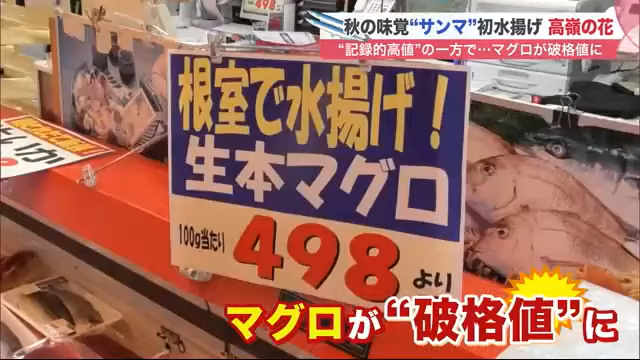 498
秋の味覚“サンマ”初水揚げ 高嶺の花
“記録的高値”の一方で…マグロが破格値に
根室で水揚げ！
生本マグロ
100g当たり 498 より
いか
マグロが“破格値”に